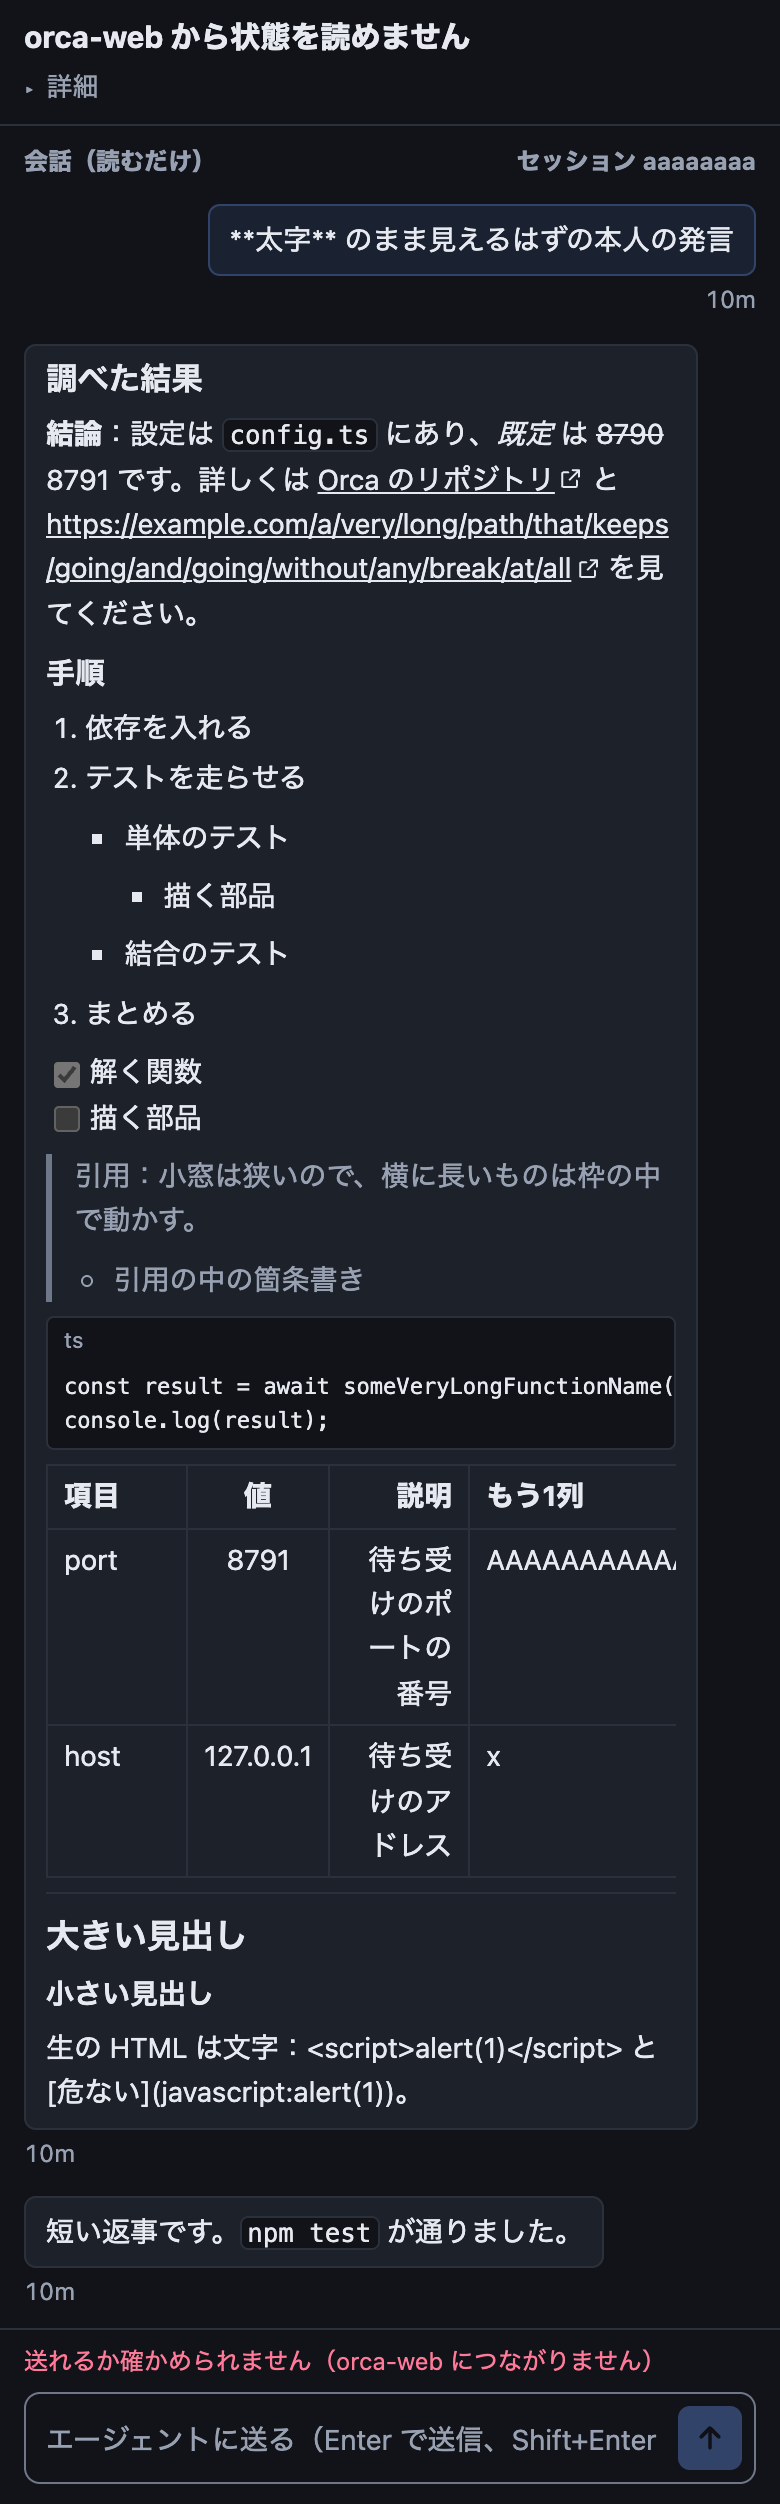 orca-web から状態を読めません
▸ 詳細
会話（読むだけ）
セッション aaaaaaaa
**太字** のまま見えるはずの本人の発言
10m
調べた結果
結論：設定は config.ts にあり、既定 は 8790
8791 です。詳しくは Orca のリポジトリ と
https://example.com/a/very/long/path/that/keeps
/going/and/going/without/any/break/at/all を見
てください。
手順
1. 依存を入れる
2. テストを走らせる
▪ 単体のテスト
▪ 描く部品
▪ 結合のテスト
3. まとめる
解く関数
描く部品
引用：小窓は狭いので、横に長いものは枠の中
で動かす。
○ 引用の中の箇条書き
ts
const result = await someVeryLongFunctionName(
console.log(result);
項目 値 説明 もう1列
port 8791 待ち受 AAAAAAAAAAA
けのポ
ートの
番号
host 127.0.0.1 待ち受 x
けのア
ドレス
大きい見出し
小さい見出し
生の HTML は文字：<script>alert(1)</script> と
[危ない](javascript:alert(1))。
10m
短い返事です。npm test が通りました。
10m
送れるか確かめられません（orca-web につながりません）
エージェントに送る（Enter で送信、Shift+Enter